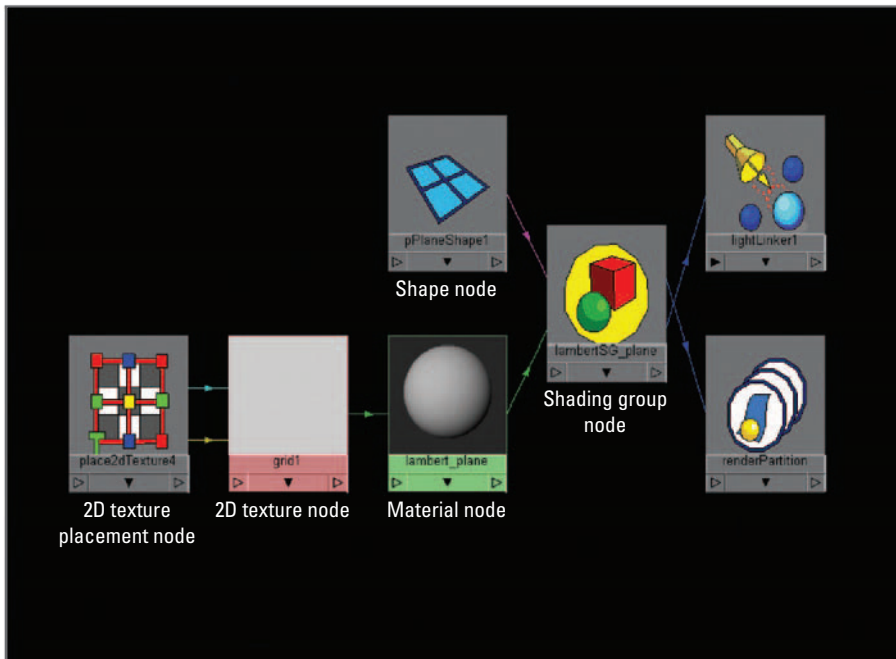 pPlaneShape1
Shape node
lightLinker1
lambertSG_plane
Shading group
node
place2dTexture4
2D texture
placement node
grid1
2D texture node
lambert_plane
Material node
renderPartition